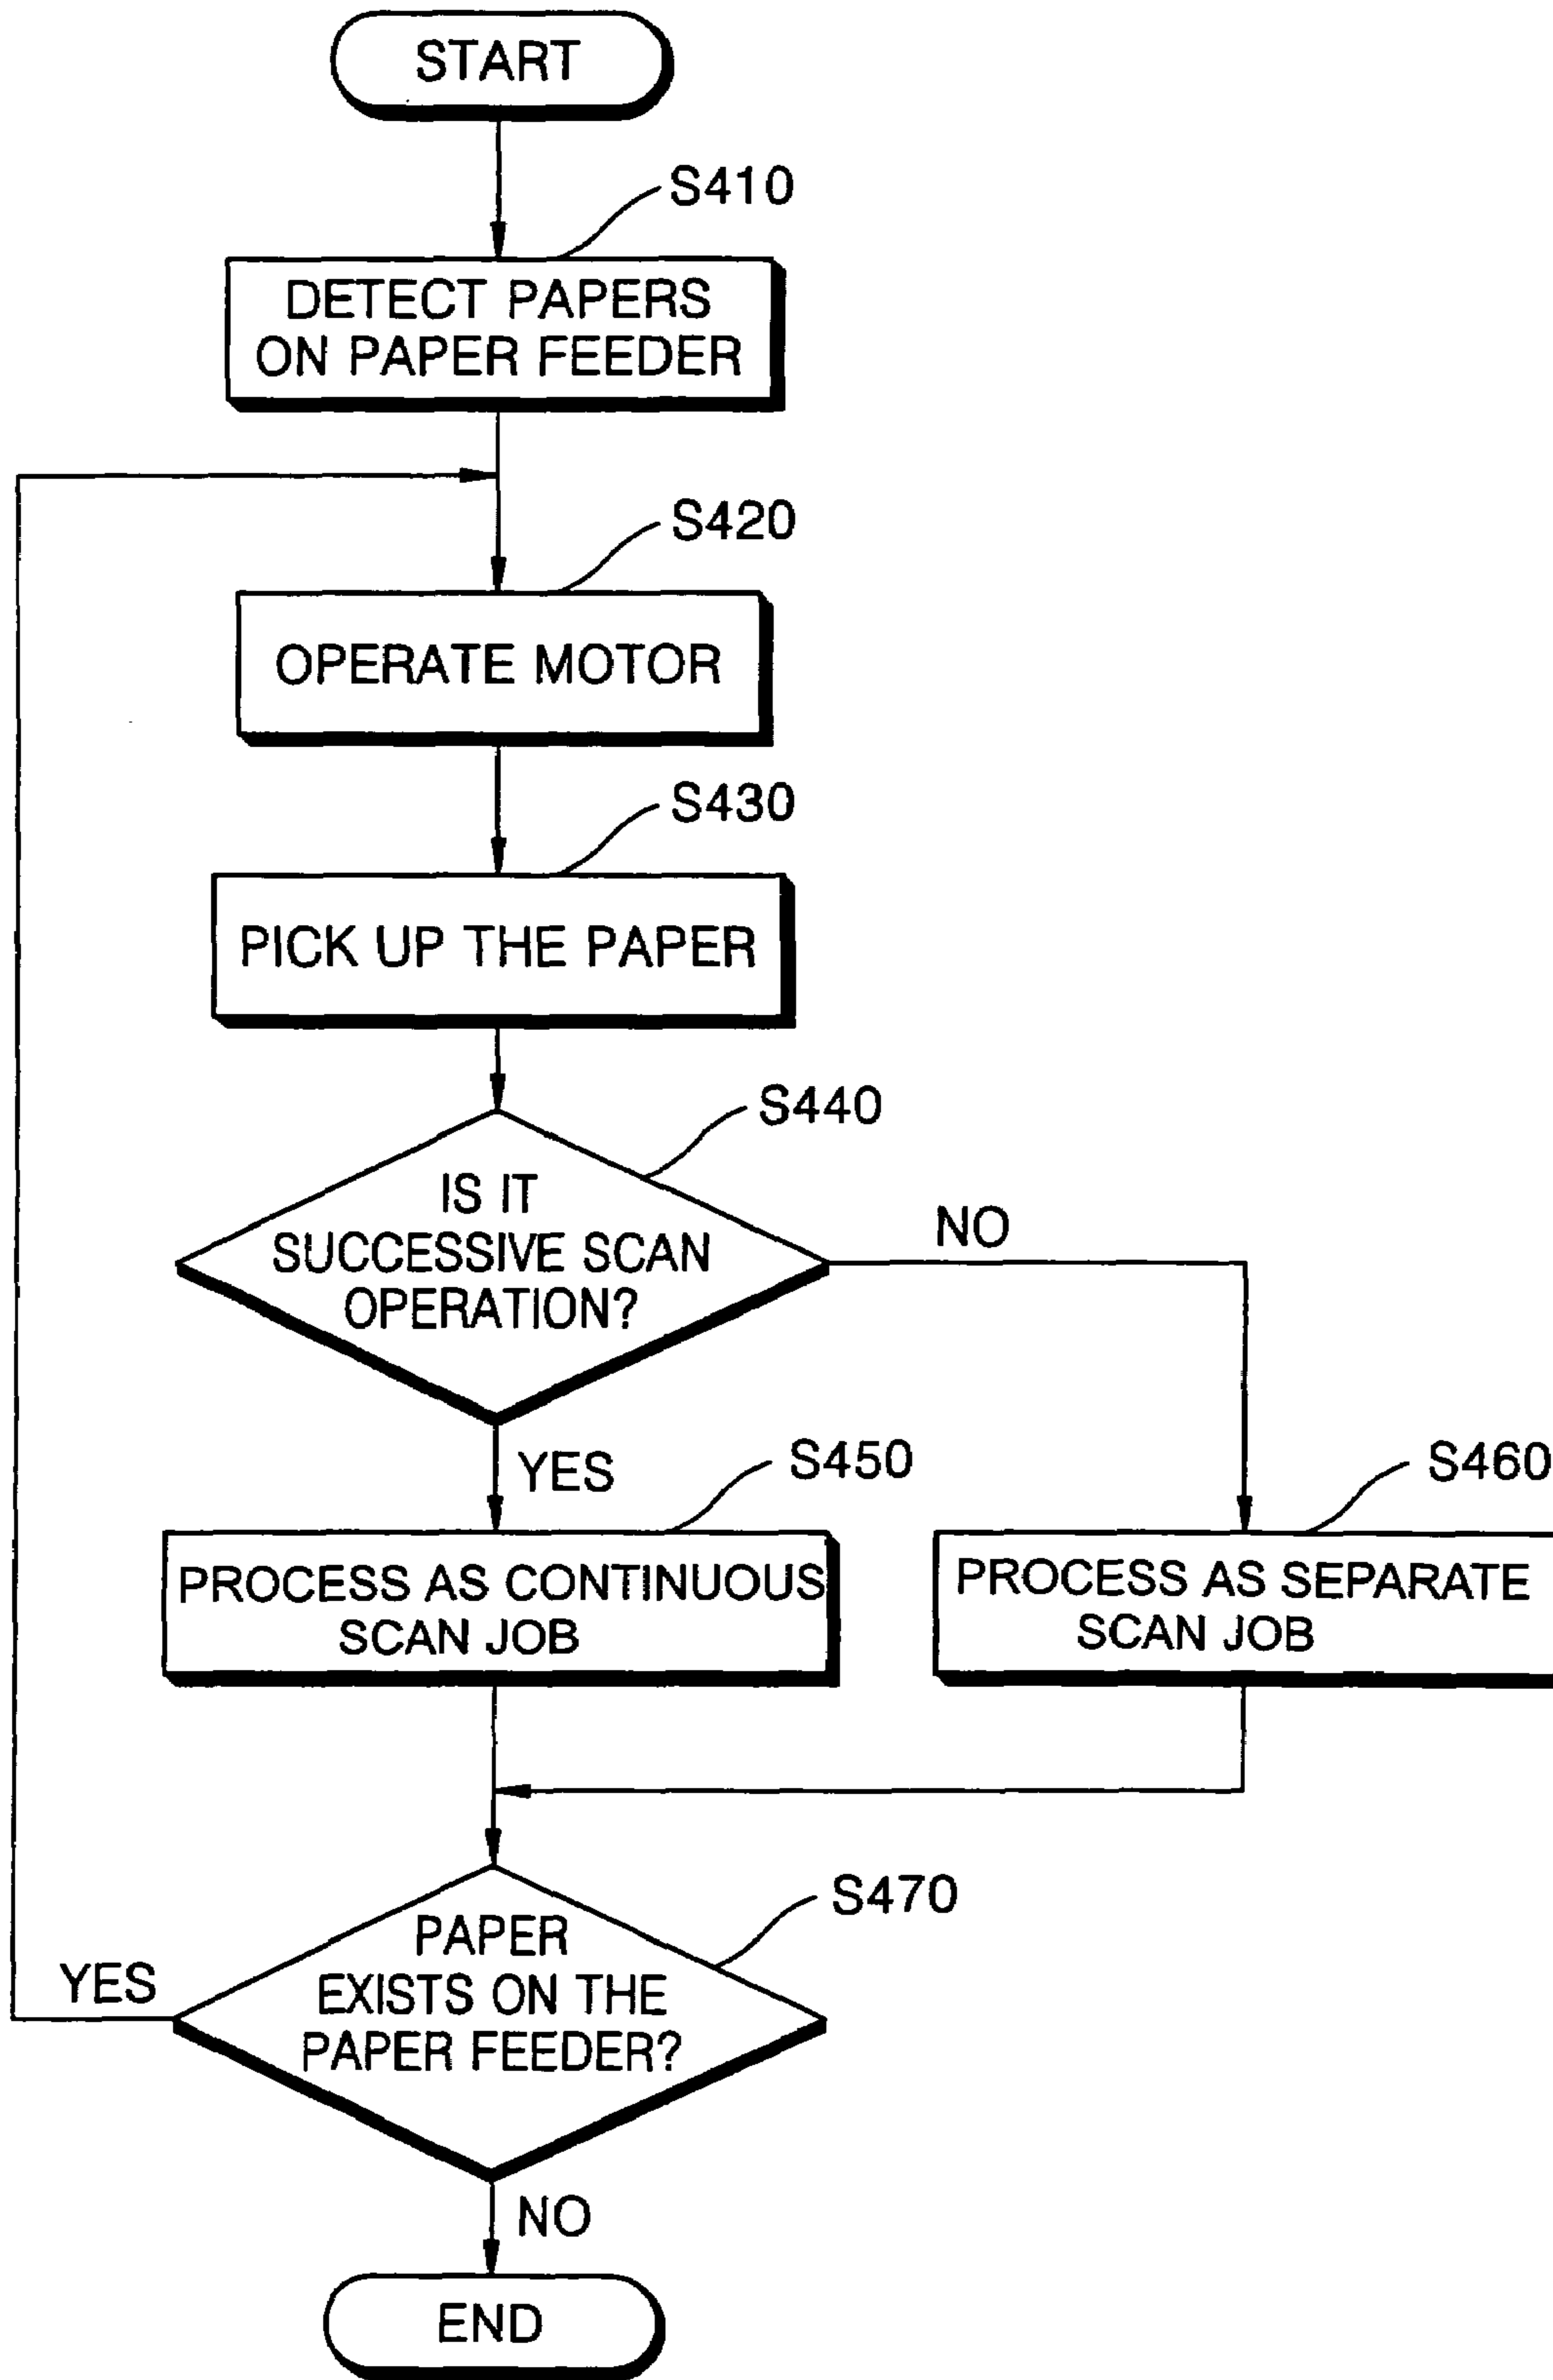 START
S410
DETECT PAPERS
ON PAPER FEEDER
S420
OPERATE MOTOR
S430
PICK UP THE PAPER
S440
IS IT
SUCCESSIVE SCAN
OPERATION?
NO
YES
S450
S460
PROCESS AS CONTINUOUS
SCAN JOB
PROCESS AS SEPARATE
SCAN JOB
S470
PAPER
EXISTS ON THE
PAPER FEEDER?
YES
NO
END